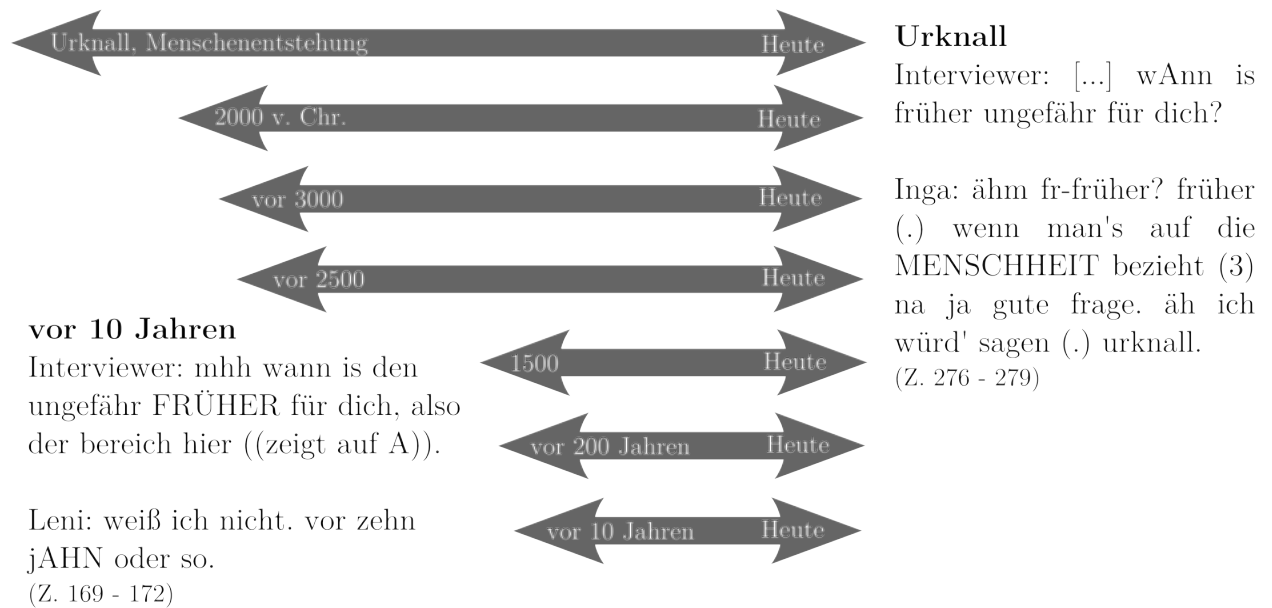 Urknall, Menschenentstehung Heute
2000 v. Chr. Heute
vor 3000 Heute
vor 2500 Heute
1500 Heute
vor 200 Jahren Heute
vor 10 Jahren Heute
vor 10 Jahren
Interviewer: mhh wann is den
ungefähr FRÜHER für dich, also
der bereich hier ((zeigt auf A)).
Leni: weiß ich nicht. vor zehn
jAHN oder so.
(Z. 169 - 172)
Urknall
Interviewer: [...] wAnn is
früher ungefähr für dich?
Inga: ähm fr-früher? früher
(.) wenn man's auf die
MENSCHHEIT bezieht (3)
na ja gute frage. äh ich
würd' sagen (.) urknall.
(Z. 276 - 279)